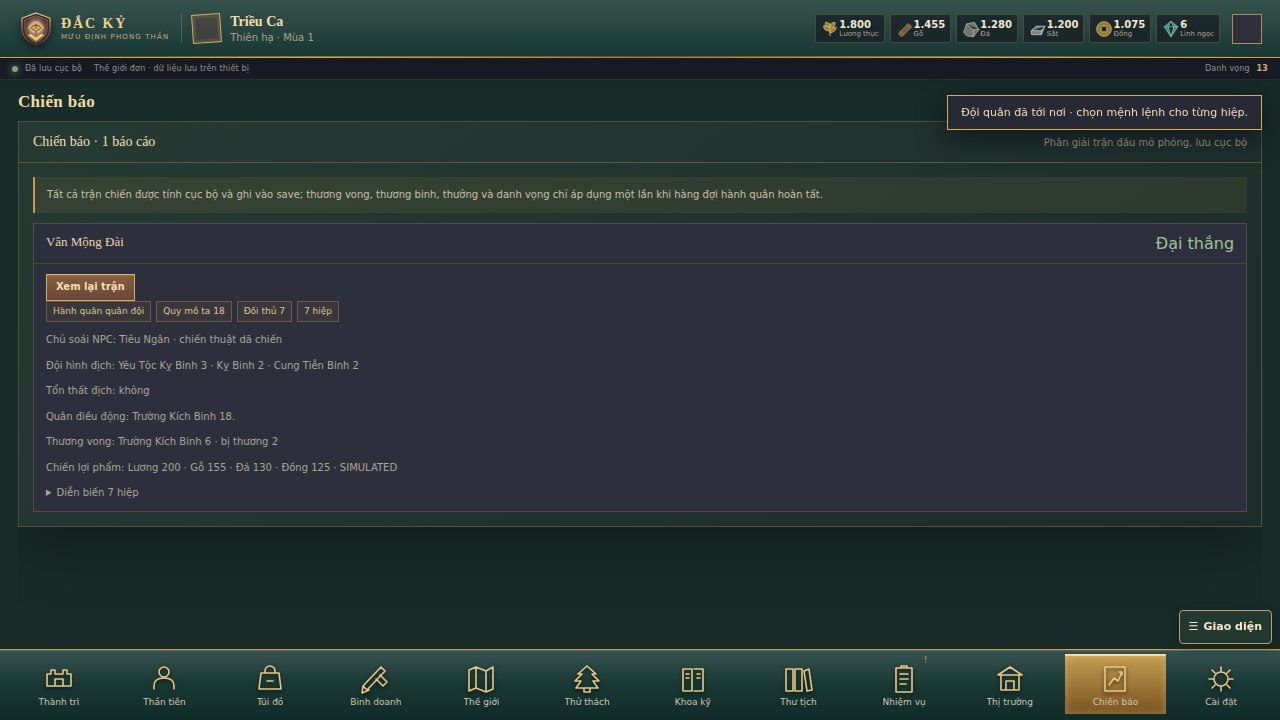 ĐẮC KỶ
MƯU ĐỊNH PHONG THẦN
Triều Ca
Thiên hạ · Mùa 1
1.800
Lương thực
1.455
Gỗ
1.280
Đá
1.200
Sắt
1.075
Đồng
6
Linh ngọc
Đã lưu cục bộ Thế giới đơn · dữ liệu lưu trên thiết bị
Danh vọng 13
Chiến báo
Đội quân đã tới nơi · chọn mệnh lệnh cho từng hiệp.
Chiến báo · 1 báo cáo
Phân giải trận đấu mô phỏng, lưu cục bộ
Tất cả trận chiến được tính cục bộ và ghi vào save; thương vong, thương binh, thưởng và danh vọng chỉ áp dụng một lần khi hàng đợi hành quân hoàn tất.
Vân Mộng Đài
Đại thắng
Xem lại trận
Hành quân quân đội
Quy mô ta 18
Đối thủ 7
7 hiệp
Chủ soái NPC: Tiêu Ngân · chiến thuật dã chiến
Đội hình địch: Yêu Tộc Kỵ Binh 3 · Kỵ Binh 2 · Cung Tiễn Binh 2
Tổn thất địch: không
Quân điều động: Trường Kích Binh 18.
Thương vong: Trường Kích Binh 6 · bị thương 2
Chiến lợi phẩm: Lương 200 · Gỗ 155 · Đá 130 · Đồng 125 · SIMULATED
▶ Diễn biến 7 hiệp
☰ Giao diện
Thành trì
Thần tiên
Túi đồ
Binh doanh
Thế giới
Thử thách
Khoa kỹ
Thư tịch
!
Nhiệm vụ
Thị trường
Chiến báo
Cài đặt